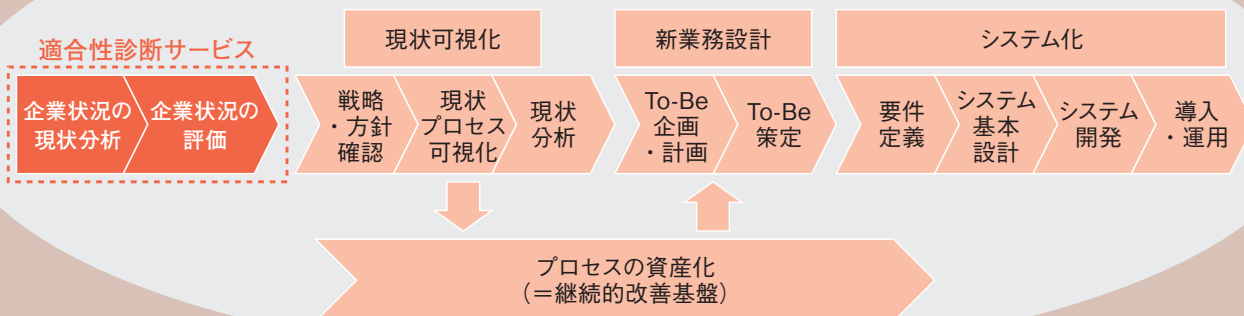 適合性診断サービス
現状可視化
新業務設計
システム化
企業状況の
現状分析
企業状況の
評価
戦略
・方針
確認
現状
プロセス
可視化
現状
分析
To-Be
企画
・計画
To-Be
策定
要件
定義
システム
基本
設計
システム
開発
導入
・運用
プロセスの資産化
（＝継続的改善基盤）